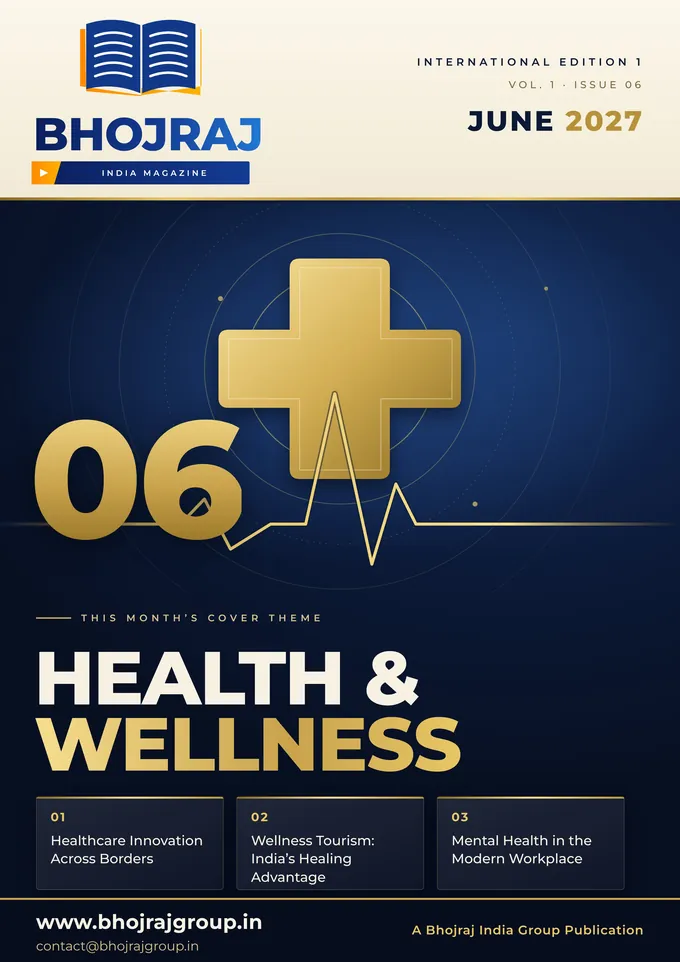 BHOJRAJ
INDIA MAGAZINE
INTERNATIONAL EDITION 1
VOL. 1 · ISSUE 06
JUNE 2027
06
THIS MONTH'S COVER THEME
HEALTH &
WELLNESS
01
Healthcare Innovation
Across Borders
02
Wellness Tourism:
India's Healing
Advantage
03
Mental Health in the
Modern Workplace
www.bhojrajgroup.in
contact@bhojrajgroup.in
A Bhojraj India Group Publication